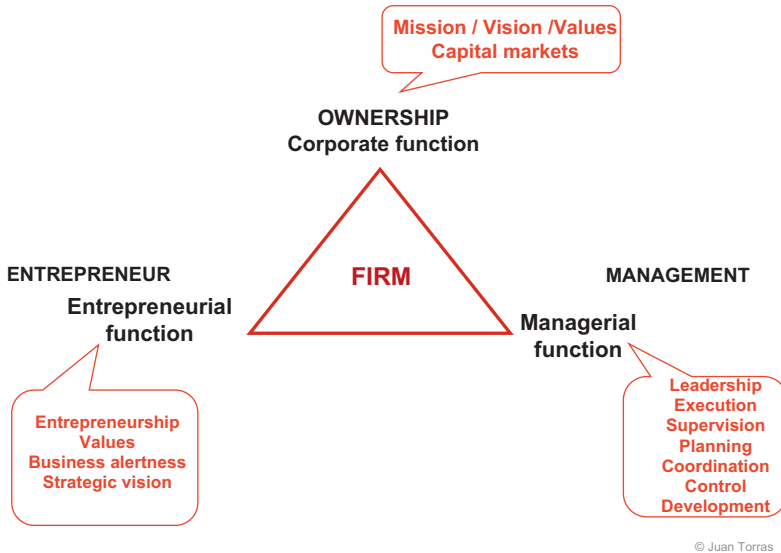 Mission / Vision /Values
Capital markets
OWNERSHIP
Corporate function
ENTREPRENEUR
Entrepreneurial
function
FIRM
MANAGEMENT
Managerial
function
Entrepreneurship
Values
Business alertness
Strategic vision
Leadership
Execution
Supervision
Planning
Coordination
Control
Development
© Juan Torras